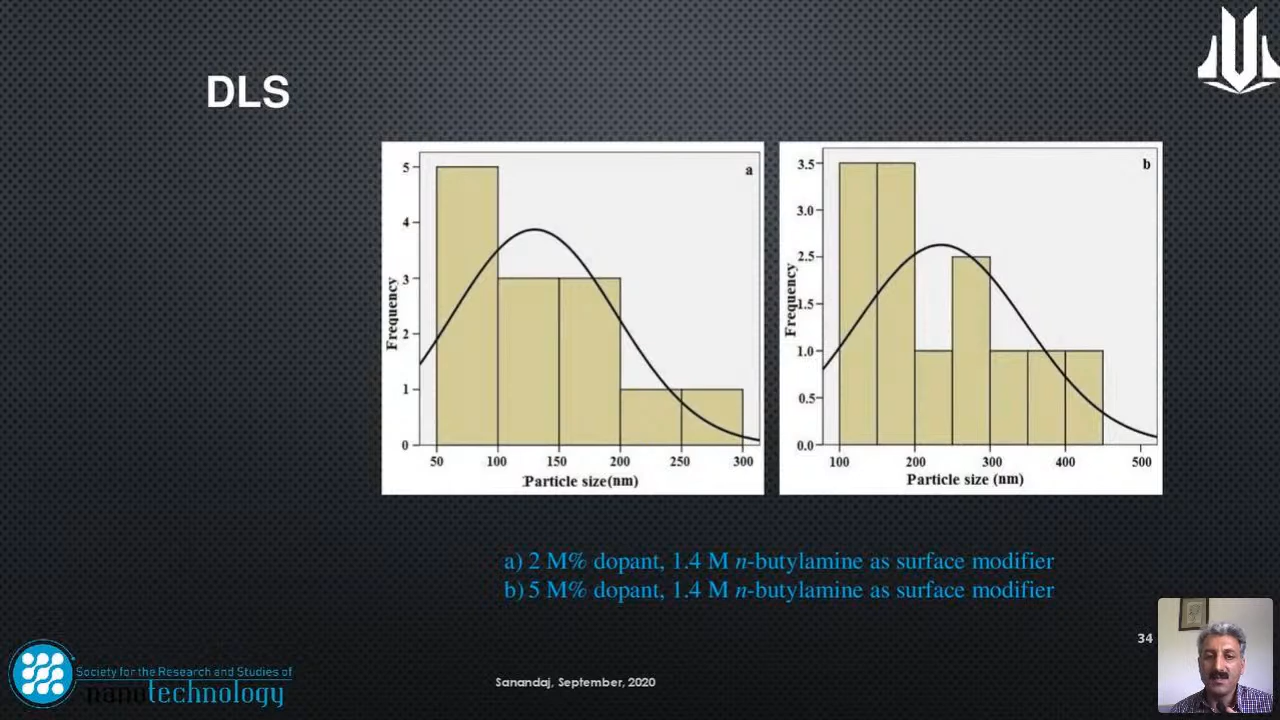 DLS
a
5
4
3
2
1
0
Frequency
50 100 150 200 250 300
Particle size(nm)
b
3.5
3.0
2.5
1.5
1.0
0.5
0.0
Frequency
100 200 300 400 500
Particle size (nm)
a) 2 M% dopant, 1.4 M n-butylamine as surface modifier
b) 5 M% dopant, 1.4 M n-butylamine as surface modifier
34
Society for the Research and Studies of
nanotechnology
Sanandaj, September, 2020